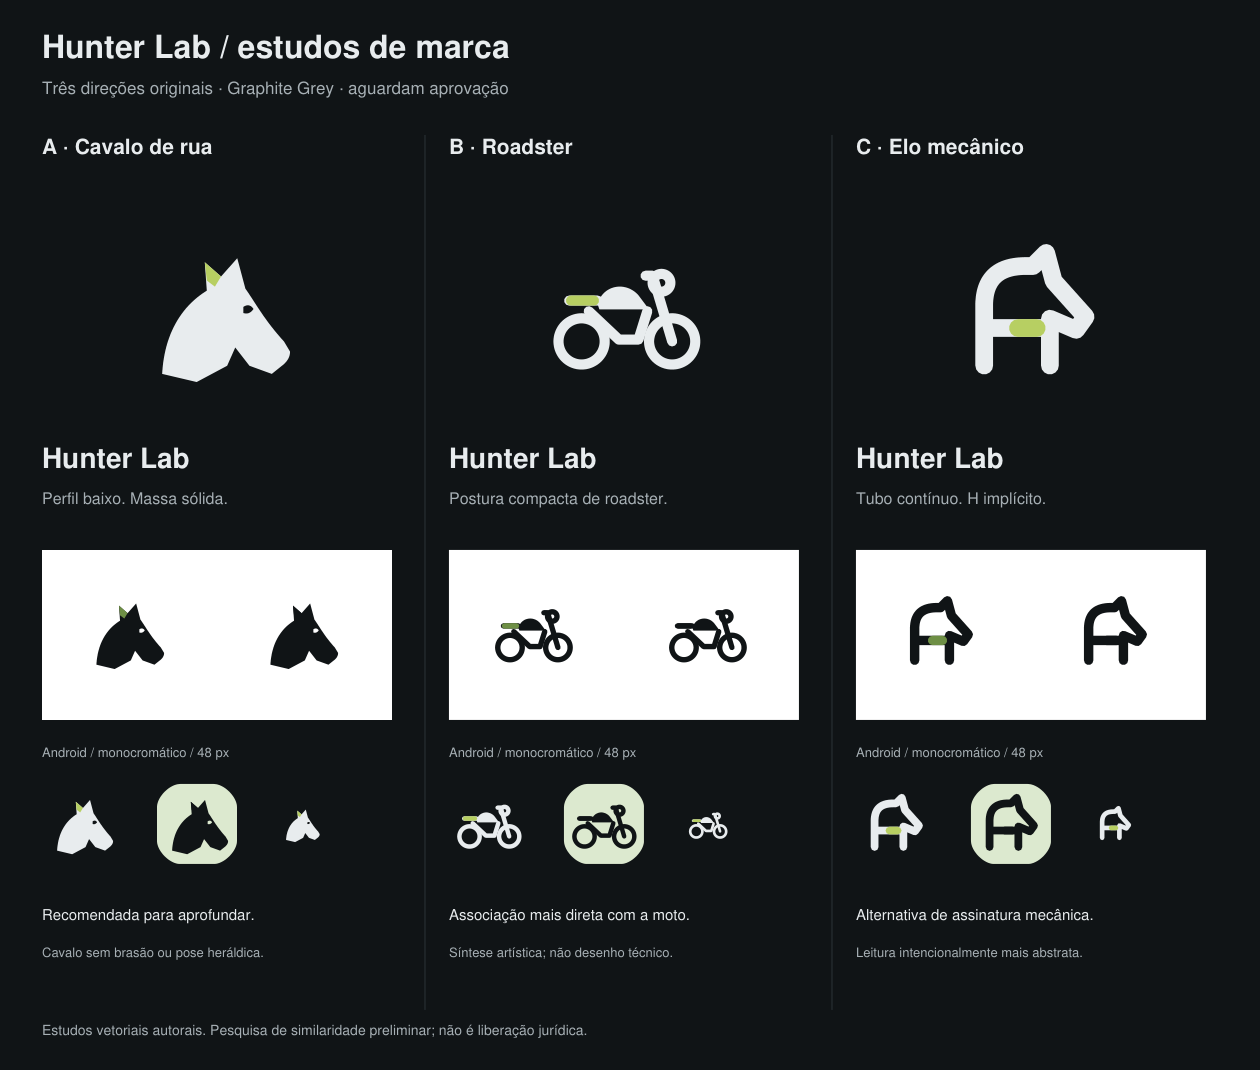 Hunter Lab / estudos de marca
Três direções originais · Graphite Grey · aguardam aprovação
A · Cavalo de rua
B · Roadster
C · Elo mecânico
Hunter Lab
Hunter Lab
Hunter Lab
Perfil baixo. Massa sólida.
Postura compacta de roadster.
Tubo contínuo. H implícito.
Android / monocromático / 48 px
Android / monocromático / 48 px
Android / monocromático / 48 px
Recomendada para aprofundar.
Associação mais direta com a moto.
Alternativa de assinatura mecânica.
Cavalo sem brasão ou pose heráldica.
Síntese artística; não desenho técnico.
Leitura intencionalmente mais abstrata.
Estudos vetoriais autorais. Pesquisa de similaridade preliminar; não é liberação jurídica.